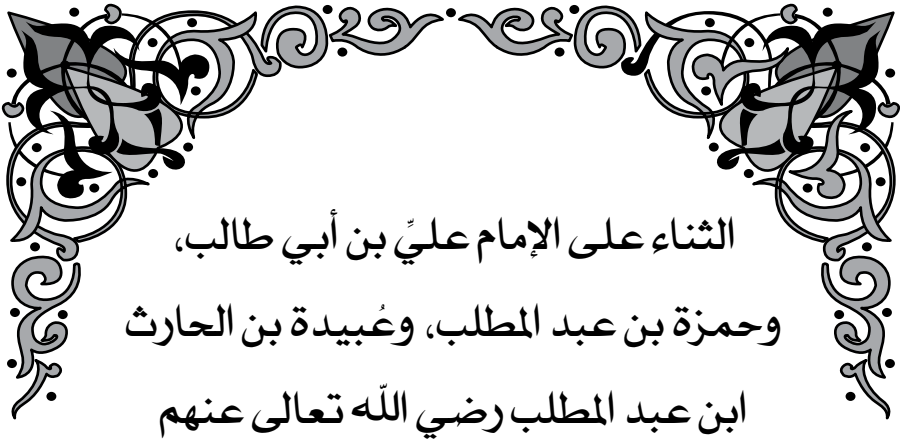 الثناء على الإمام عليِّ بن أبي طالب،
وحمزة بن عبد المطلب، وعُبيدة بن الحارث
ابن عبد المطلب رضي اللّه تعالى عنهم